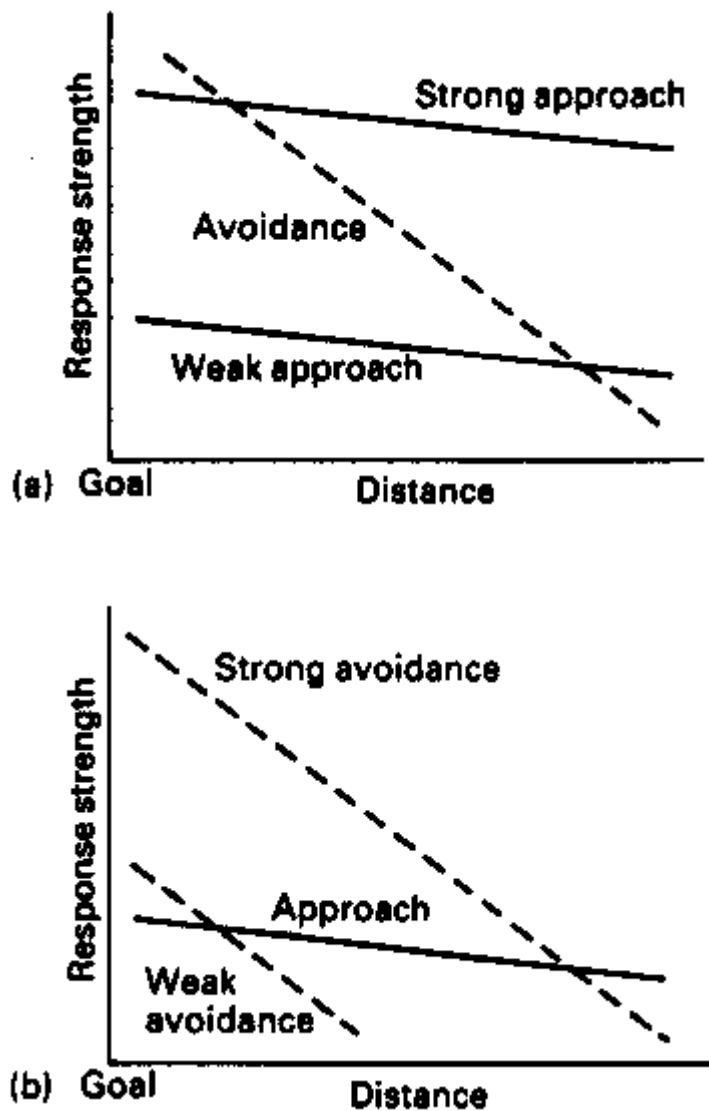 Response strength
Strong approach
Avoidance
Weak approach
(a) Goal
Distance
Response strength
Strong avoidance
Approach
Weak
avoidance
(b) Goal
Distance